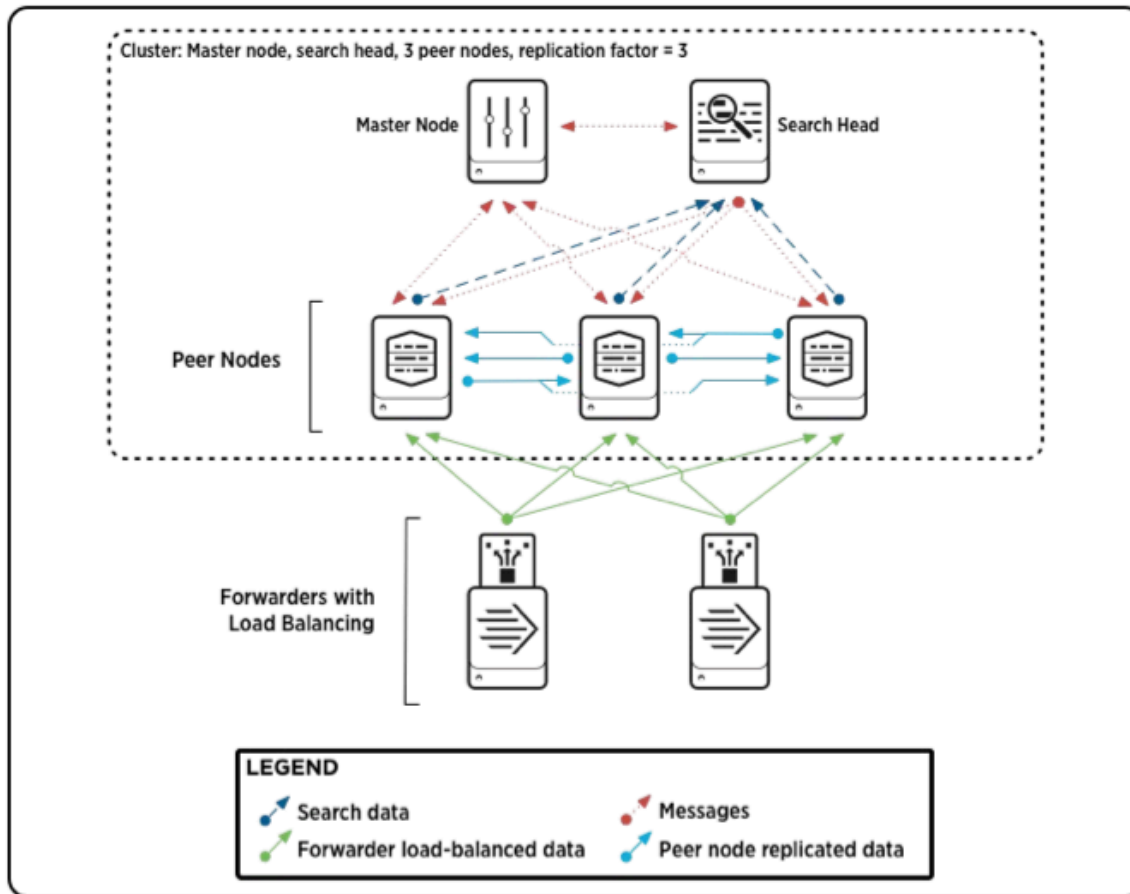 Cluster: Master node, search head, 3 peer nodes, replication factor = 3
Master Node
Search Head
Peer Nodes
Forwarders with
Load Balancing
LEGEND
Search data
Messages
Forwarder load-balanced data
Peer node replicated data